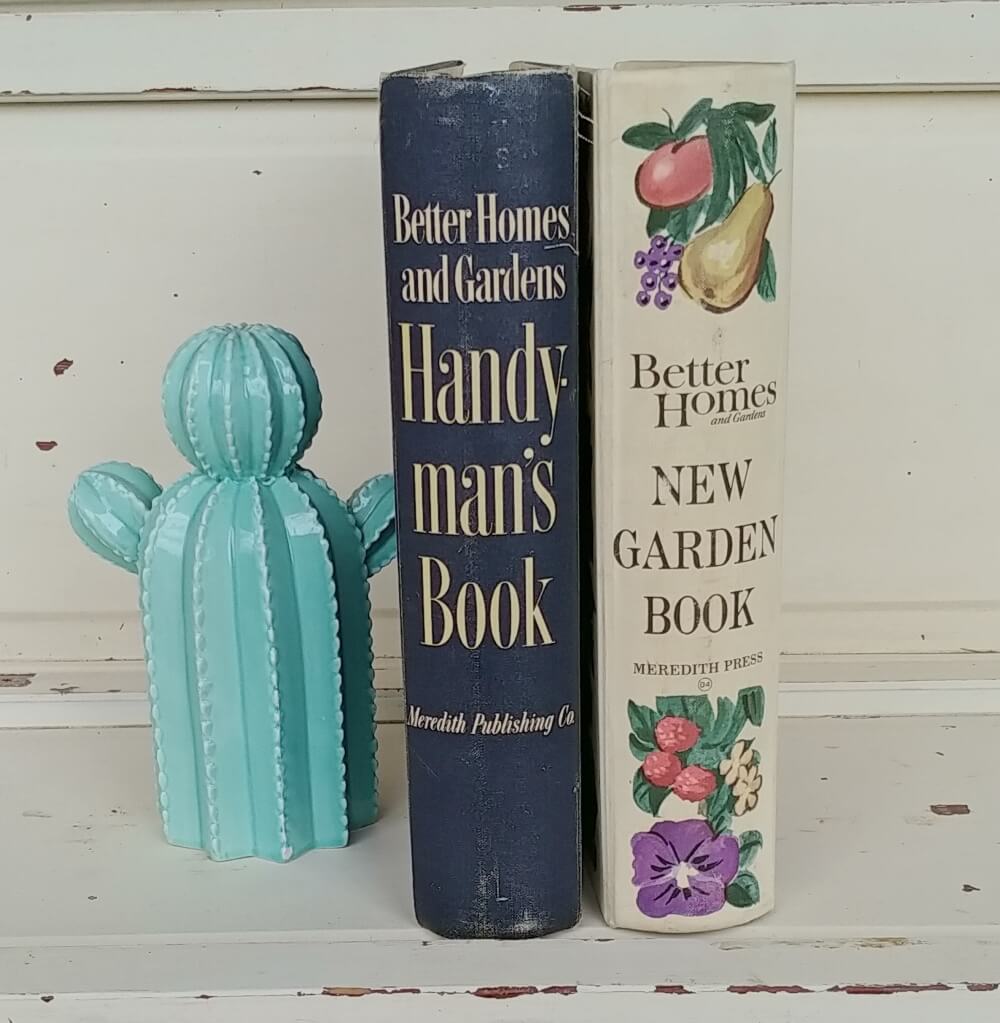 Better Homes
and Gardens
Handy-
man's
Book
Meredith Publishing Co.
Better
Homes
and Gardens
NEW
GARDEN
BOOK
MEREDITH PRESS
04